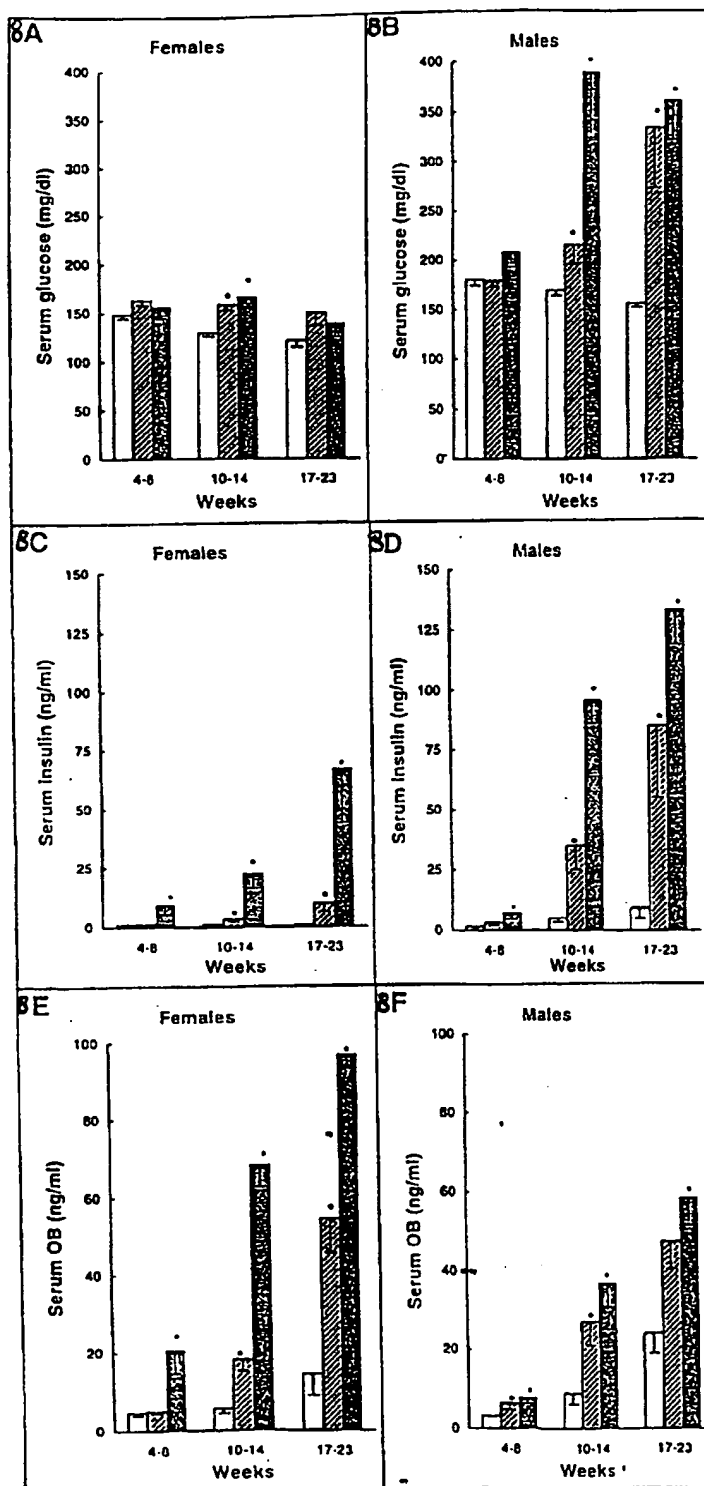 8A
Females
Serum glucose (mg/dl)
400
350
300
250
200
150
100
50
0
4-8
10-14
17-23
Weeks
8B
Males
Serum glucose (mg/dl)
400
350
300
250
200
150
100
50
0
4-8
10-14
17-23
Weeks
8C
Females
Serum Insulin (ng/ml)
150
125
100
75
50
25
0
4-8
10-14
17-23
Weeks
8D
Males
Serum Insulin (ng/ml)
150
125
100
75
50
25
0
4-8
10-14
17-23
Weeks
8E
Females
Serum OB (ng/ml)
100
80
60
40
20
0
4-8
10-14
17-23
Weeks
8F
Males
Serum OB (ng/ml)
100
80
60
40
20
0
4-8
10-14
17-23
Weeks